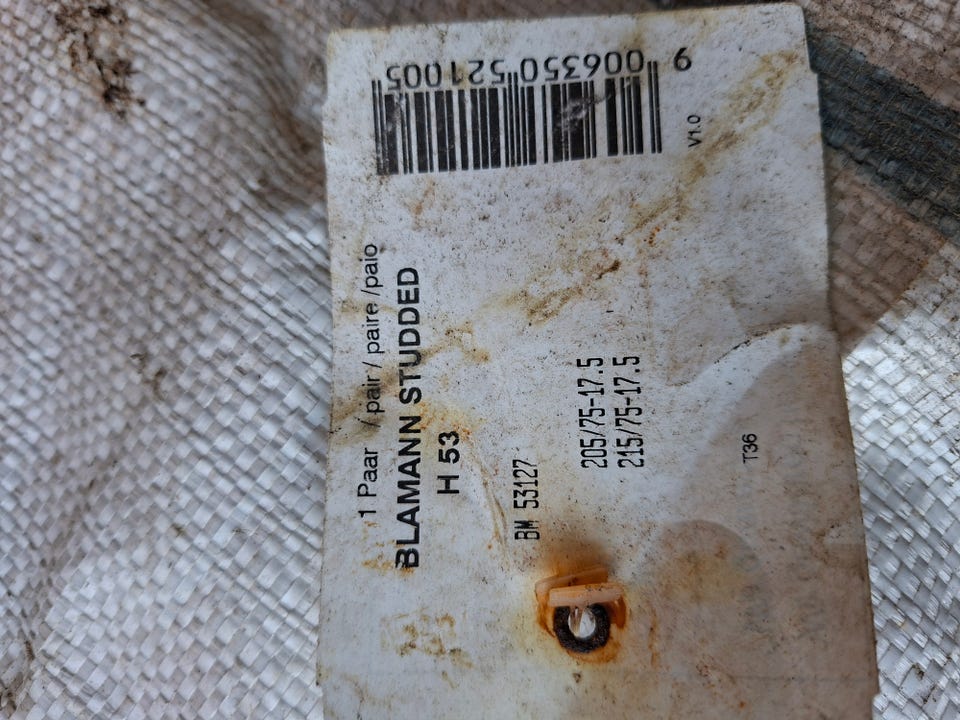 1 Paar / pair / paire /paio
BLAMANN STUDDED
H 53
BM 53127
205/75-17.5
215/75-17.5
T36
9 006350 521005
V1.0